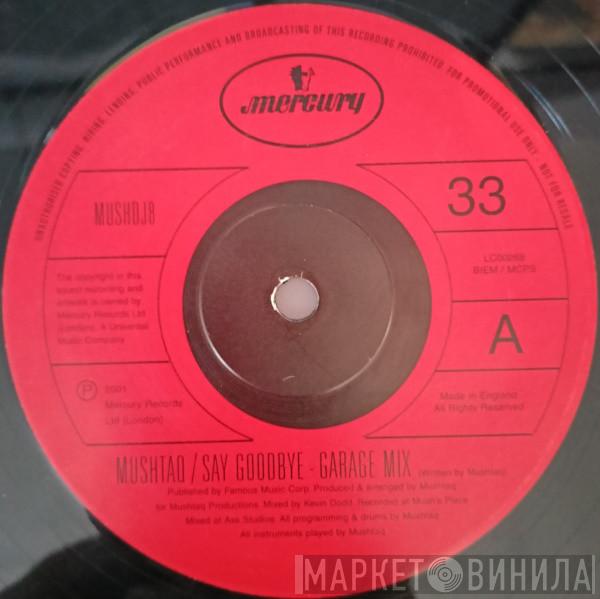 UNAUTHORISED COPYING, HIRING, LENDING, PUBLIC PERFORMANCE AND BROADCASTING OF THIS RECORDING PROHIBITED. FOR PROMOTIONAL USE ONLY - NOT FOR RESALE
mercury
MUSHDJ8
33
The copyright in this
sound recording and
artwork is owned by
Mercury Records Ltd
(London). A Universal
Music Company
LC00268
BIEM / MCPS
A
P 2001
Mercury Records
Ltd (London)
Made in England
All Rights Reserved
MUSHTAQ / SAY GOODBYE - GARAGE MIX (Written by Mushtaq)
Published by Famous Music Corp. Produced & arranged by Mushtaq
for Mushtaq Productions. Mixed by Kevin Dodd. Recorded at Mush's Place
Mixed at Axe Studios. All programming & drums by Mushtaq
All instruments played by Mushtaq
МАРКЕТ ВИНИЛА